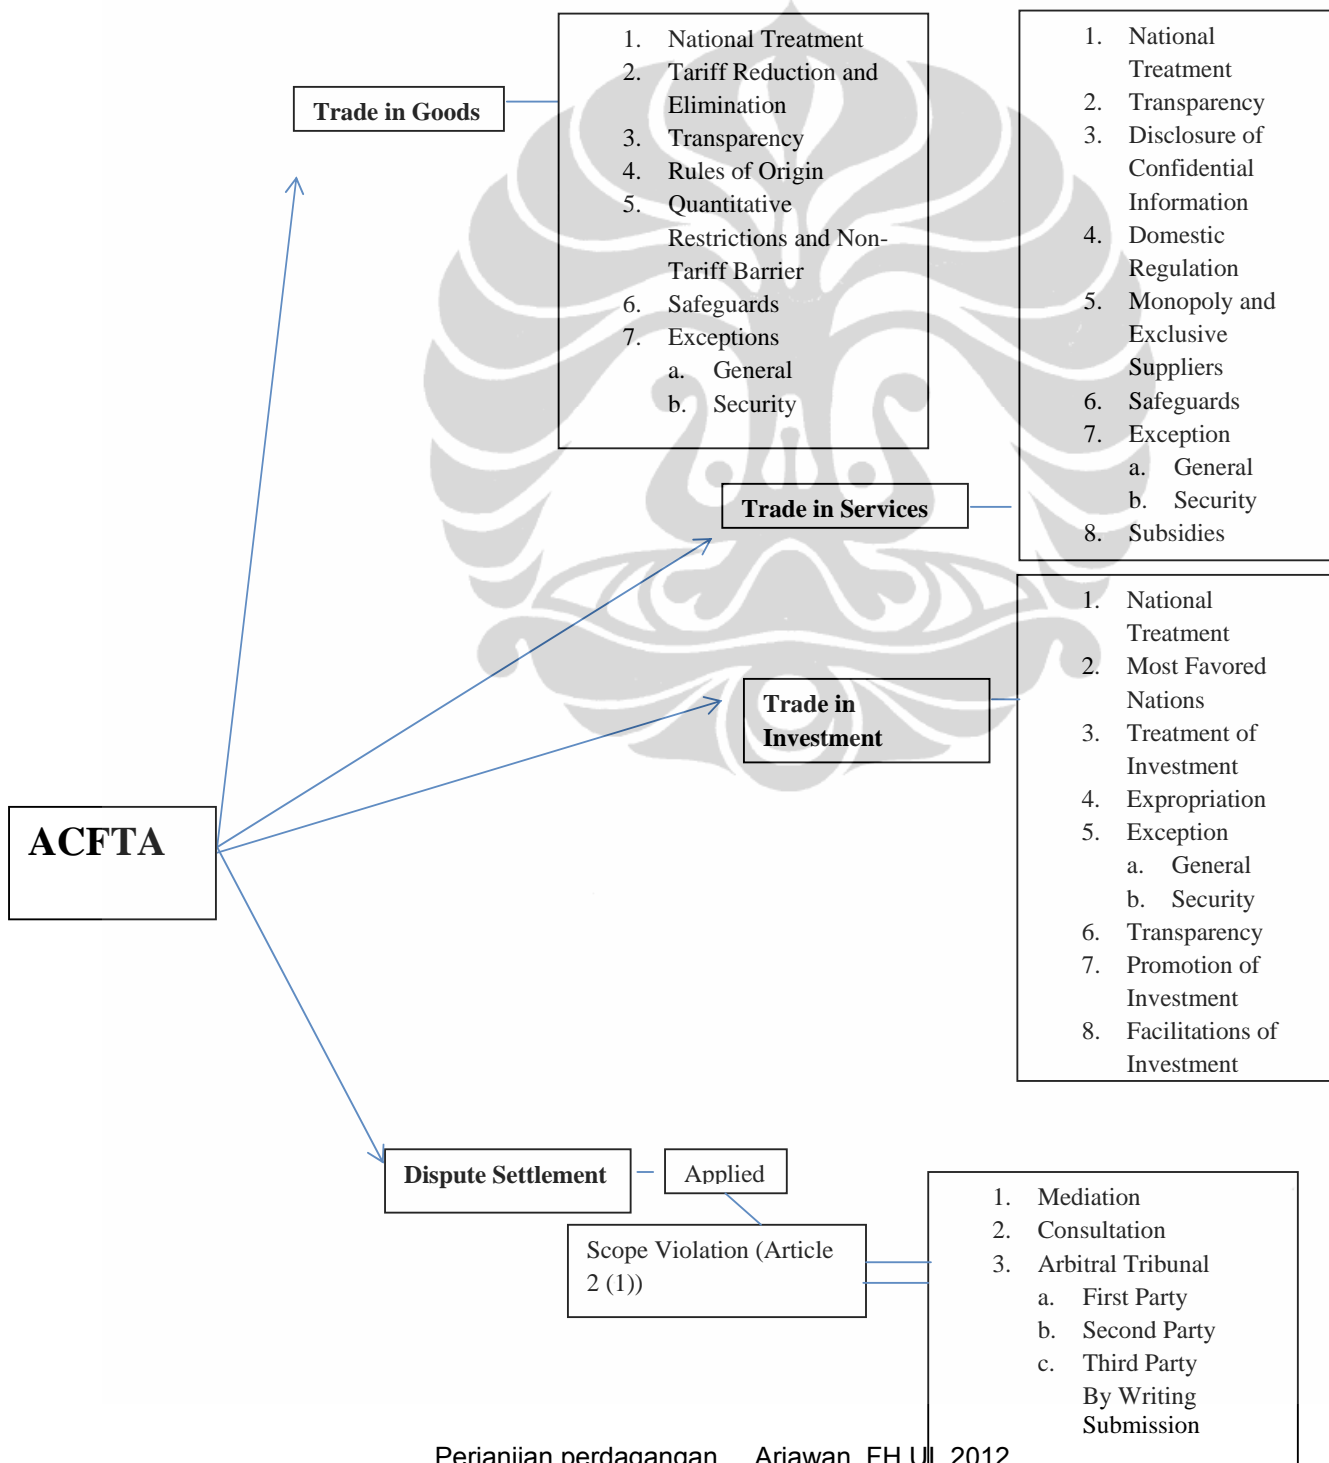 1. National Treatment
2. Tariff Reduction and
Elimination
3. Transparency
4. Rules of Origin
5. Quantitative
Restrictions and Non-
Tariff Barrier
6. Safeguards
7. Exceptions
a. General
b. Security
1. National
Treatment
2. Transparency
3. Disclosure of
Confidential
Information
4. Domestic
Regulation
5. Monopoly and
Exclusive
Suppliers
6. Safeguards
7. Exception
a. General
b. Security
8. Subsidies
Trade in Goods
Trade in Services
1. National
Treatment
2. Most Favored
Nations
3. Treatment of
Investment
4. Expropriation
5. Exception
a. General
b. Security
6. Transparency
7. Promotion of
Investment
8. Facilitations of
Investment
Trade in
Investment
ACFTA
Dispute Settlement
Applied
Scope Violation (Article
2 (1))
1. Mediation
2. Consultation
3. Arbitral Tribunal
a. First Party
b. Second Party
c. Third Party
By Writing
Submission
Perjanjian perdagangan..., Ariawan, FH UI, 2012